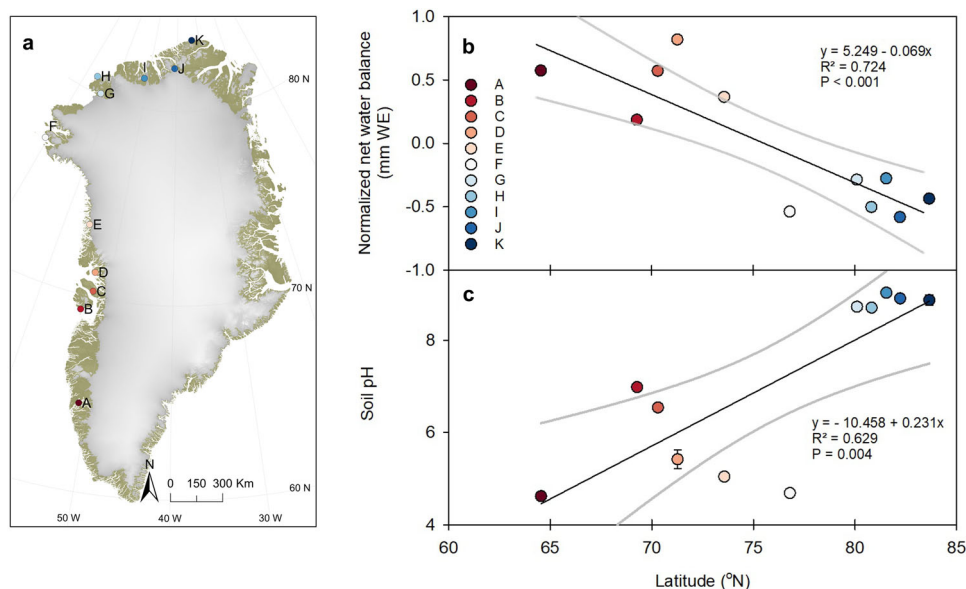 a
K
H
I
J
80 N
G
F
E
D
70 N
C
B
A
N
0 150 300 Km
60 N
50 W 40 W 30 W
b
y = 5.249 - 0.069x
R² = 0.724
P < 0.001
Normalized net water balance
(mm WE)
1.0
0.5
0.0
-0.5
-1.0
A
B
C
D
E
F
G
H
I
J
K
c
Soil pH
8
6
4
y = - 10.458 + 0.231x
R² = 0.629
P = 0.004
60 65 70 75 80 85
Latitude (°N)